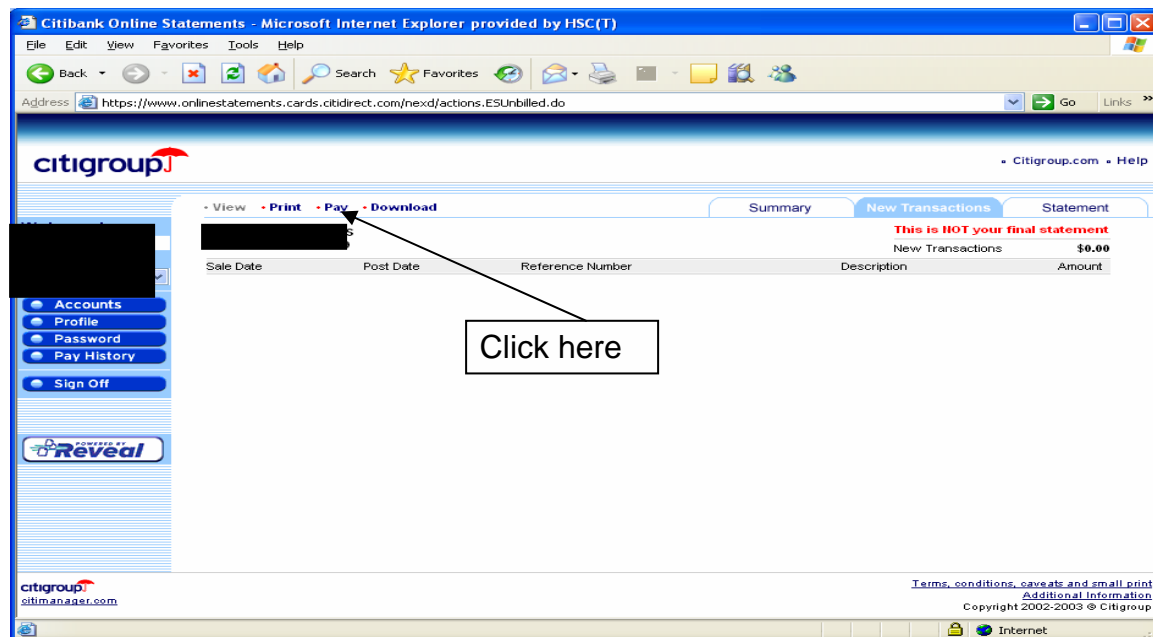 Citibank Online Statements - Microsoft Internet Explorer provided by HSC(T)
File Edit View Favorites Tools Help
Back Search Favorites
Address https://www.onlinestatements.cards.citidirect.com/nexd/actions.ESUnbilled.do Go Links »
citigroup
• Citigroup.com • Help
• View • Print • Pay • Download Summary New Transactions Statement
This is NOT your final statement
New Transactions $0.00
Sale Date Post Date Reference Number Description Amount
Accounts
Profile
Password
Pay History
Sign Off
Click here
POWERED BY
Reveal
citigroup
citimanager.com
Terms, conditions, caveats and small print
Additional Information
Copyright 2002-2003 © Citigroup
Internet